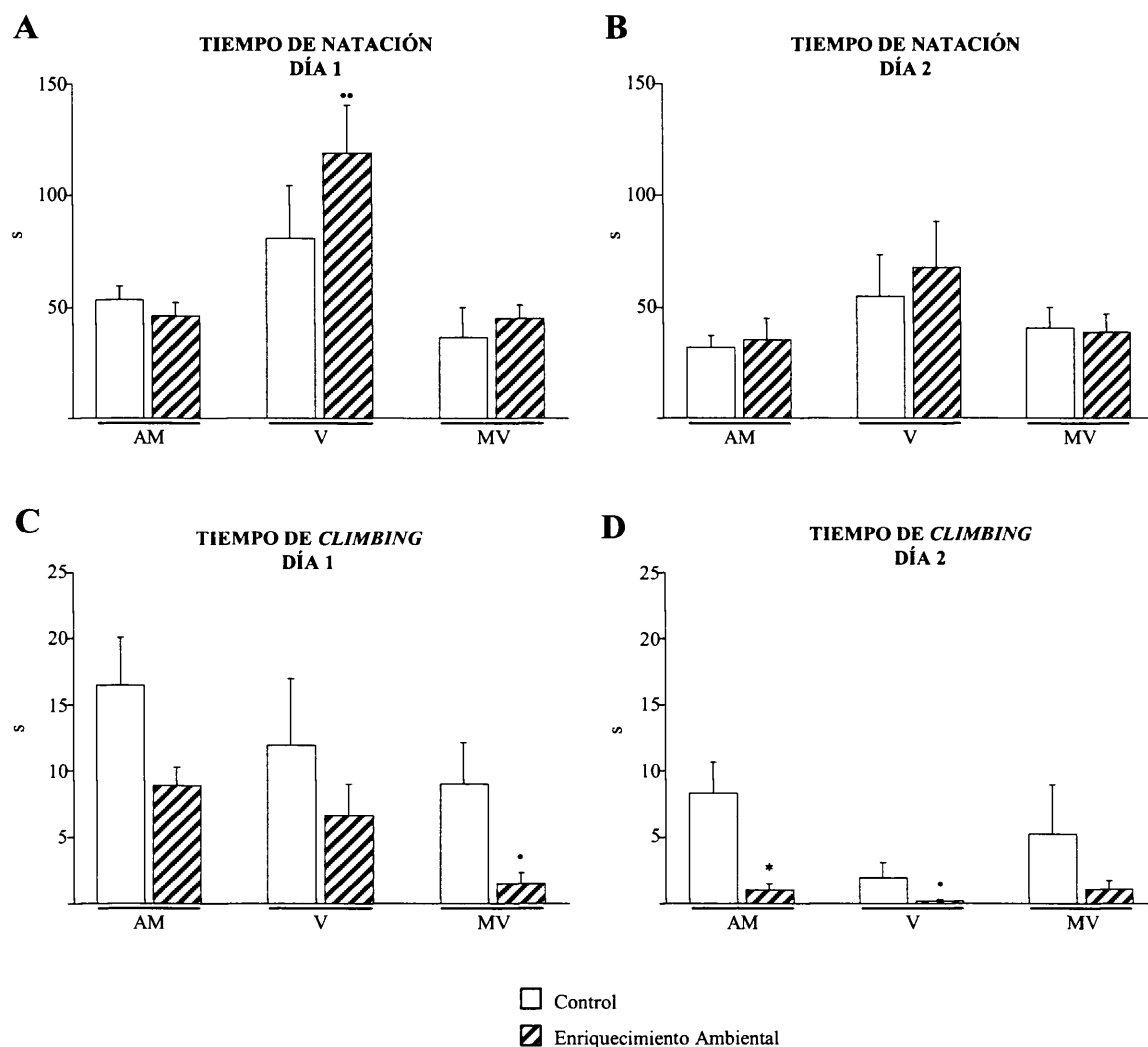 A
TIEMPO DE NATACIÓN
DÍA 1
150
••
100
s
50
AM
V
MV
B
TIEMPO DE NATACIÓN
DÍA 2
150
100
s
50
AM
V
MV
C
TIEMPO DE CLIMBING
DÍA 1
25
20
15
s
10
5
•
AM
V
MV
D
TIEMPO DE CLIMBING
DÍA 2
25
20
15
s
10
5
*
•
AM
V
MV
Control
Enriquecimiento Ambiental